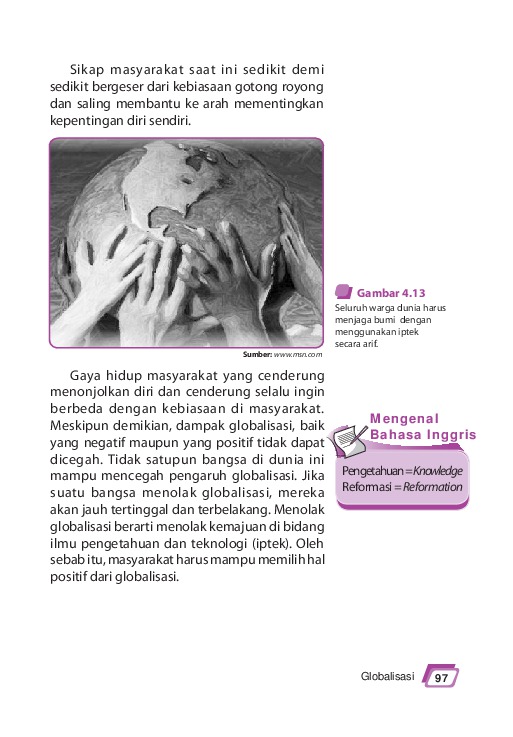 Sikap masyarakat saat ini sedikit demi
sedikit bergeser dari kebiasaan gotong royong
dan saling membantu ke arah mementingkan
kepentingan diri sendiri.
Gambar 4.13
Seluruh warga dunia harus
menjaga bumi dengan
menggunakan iptek
secara arif.
Sumber: www.msn.com
Gaya hidup masyarakat yang cenderung
menonjolkan diri dan cenderung selalu ingin
berbeda dengan kebiasaan di masyarakat.
Meskipun demikian, dampak globalisasi, baik
yang negatif maupun yang positif tidak dapat
dicegah. Tidak satupun bangsa di dunia ini
mampu mencegah pengaruh globalisasi. Jika
suatu bangsa menolak globalisasi, mereka
akan jauh tertinggal dan terbelakang. Menolak
globalisasi berarti menolak kemajuan di bidang
ilmu pengetahuan dan teknologi (iptek). Oleh
sebab itu, masyarakat harus mampu memilih hal
positif dari globalisasi.
Mengenal
Bahasa Inggris
Pengetahuan = Knowledge
Reformasi = Reformation
Globalisasi 97